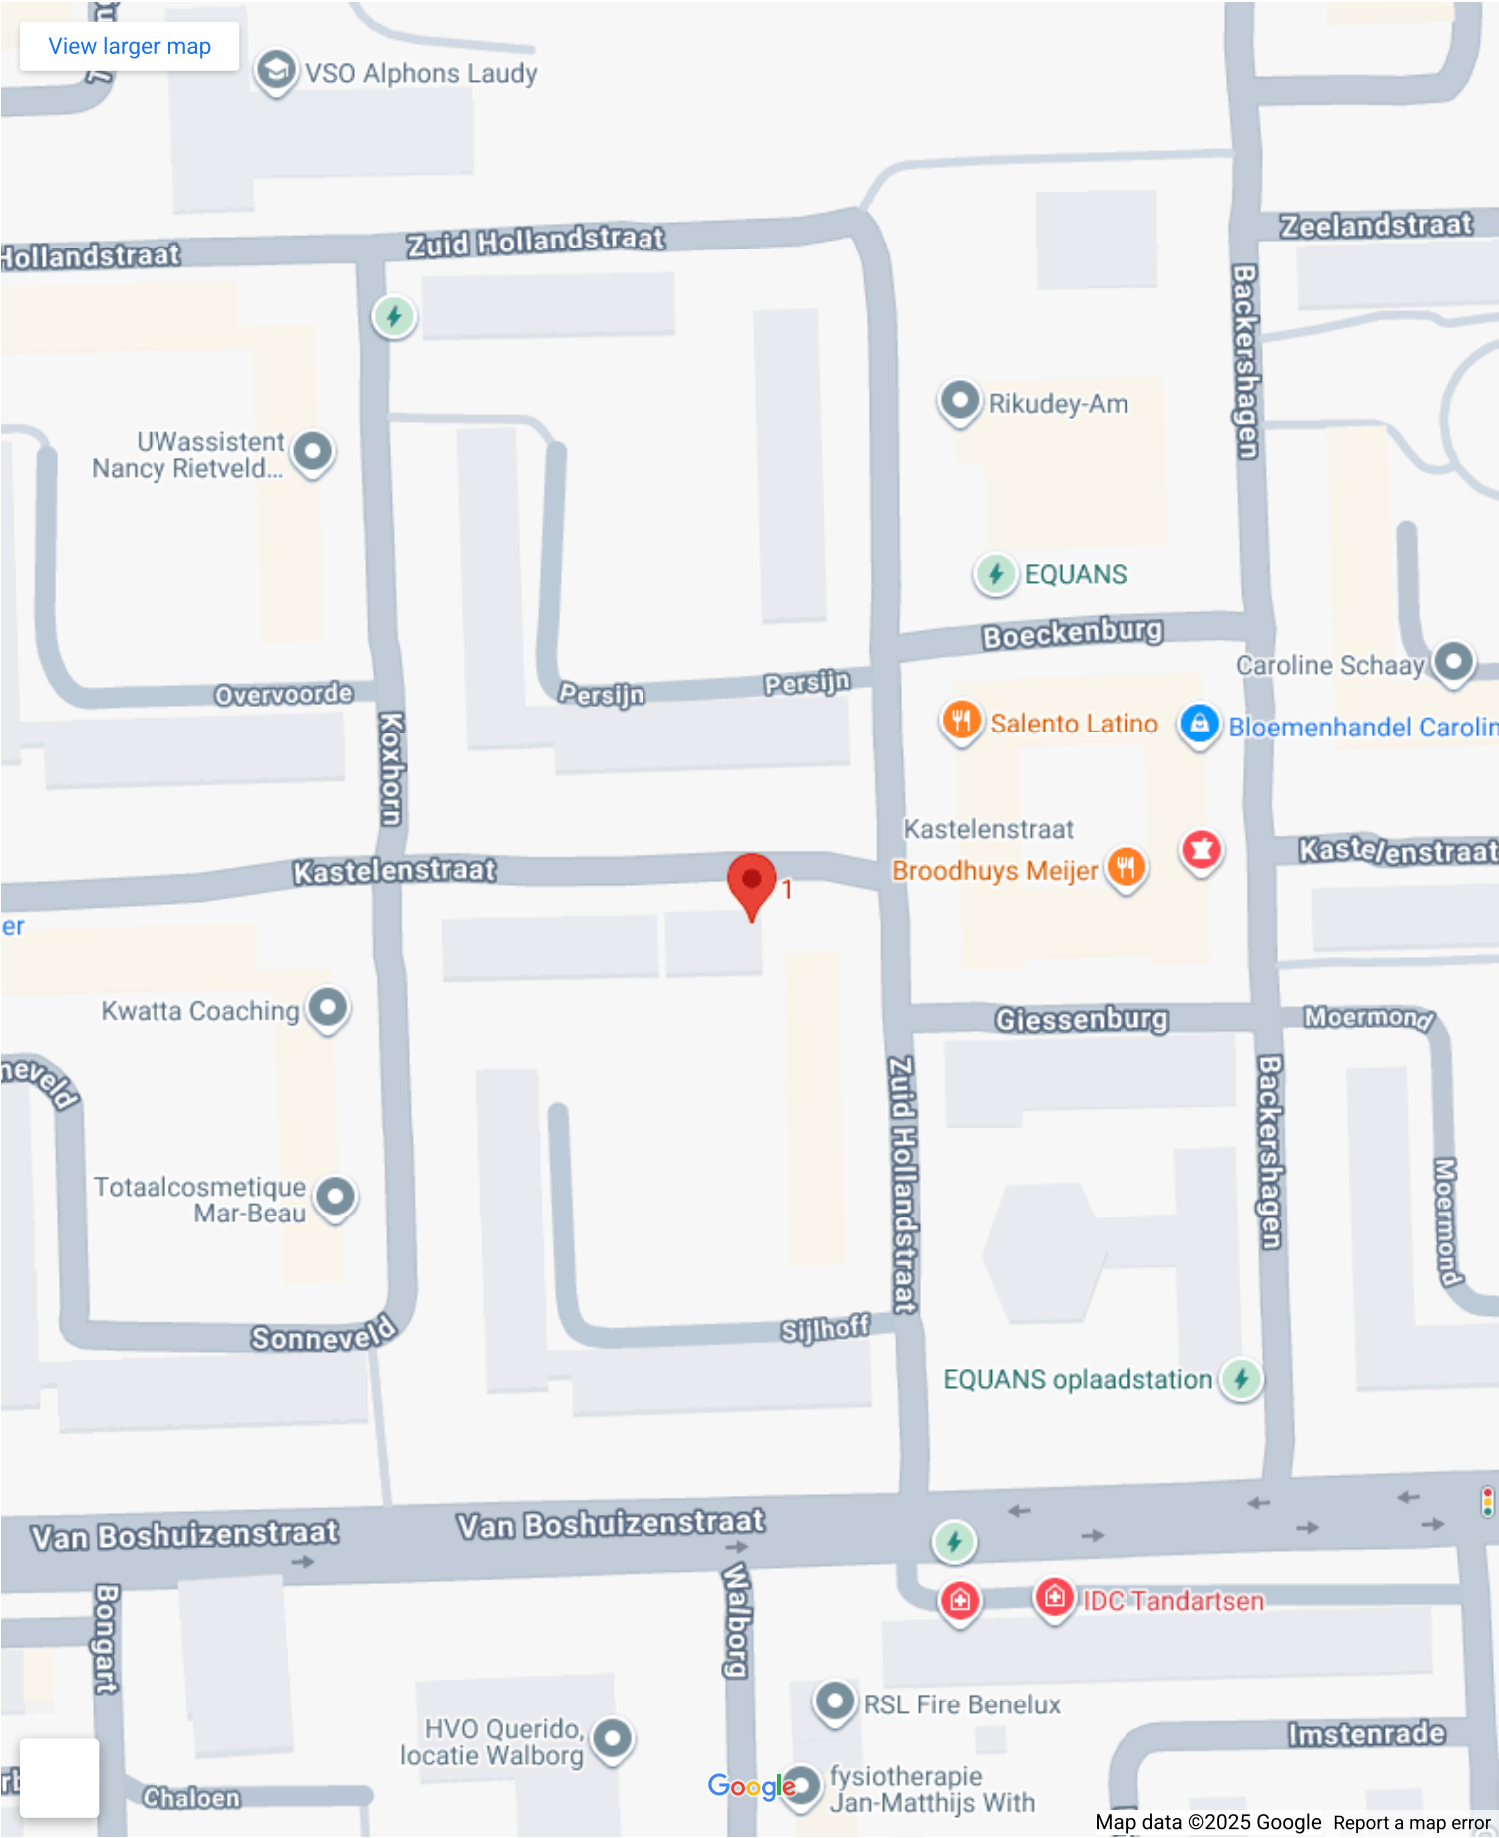 View larger map
VSO Alphons Laudy
Hollandstraat
Zuid Hollandstraat
Zeelandstraat
Backershagen
UWassistent
Nancy Rietveld...
Rikudey-Am
EQUANS
Boeckenburg
Caroline Schaay
Overvoorde
Persijn
Persijn
Koxhorn
Salento Latino
Bloemenhandel Carolin
Kastelenstraat
Broodhuys Meijer
Kastelenstraat
Kastelenstraat
1
er
Kwatta Coaching
Giessenburg
Moermond
neveld
Zuid Hollandstraat
Backershagen
Moermond
Totaalcosmetique
Mar-Beau
Sonneveld
Sijlhoff
EQUANS oplaadstation
Van Boshuizenstraat
Van Boshuizenstraat
Bongart
Walborg
IDC Tandartsen
RSL Fire Benelux
HVO Querido,
locatie Walborg
Imstenrade
Chaloen
Google
fysiotherapie
Jan-Matthijs With
Map data ©2025 Google
Report a map error